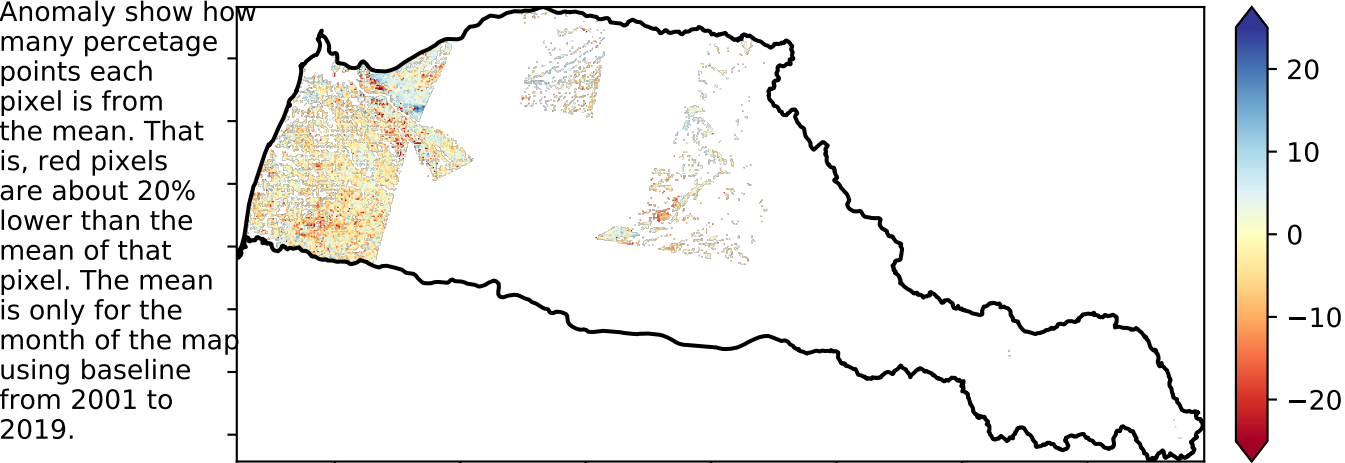 Anomaly show how
many percetage
points each
pixel is from
the mean. That
is, red pixels
are about 20%
lower than the
mean of that
pixel. The mean
is only for the
month of the map
using baseline
from 2001 to
2019.
20
10
0
−10
−20